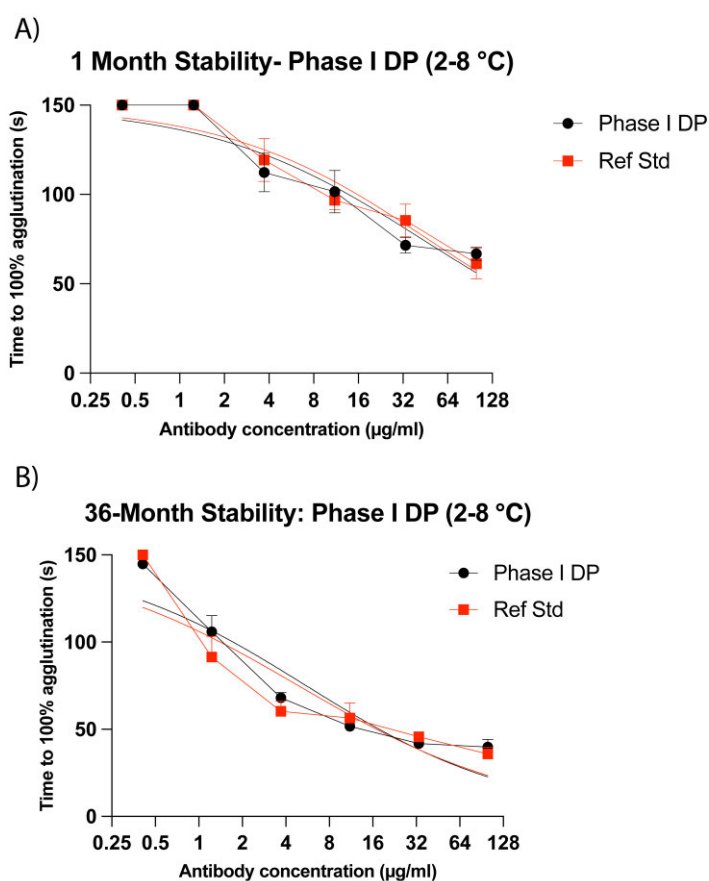 A)
1 Month Stability- Phase I DP (2-8 °C)
150
100
50
0
Time to 100% agglutination (s)
0.25 0.5 1 2 4 8 16 32 64 128
Antibody concentration (µg/ml)
Phase I DP
Ref Std
B)
36-Month Stability: Phase I DP (2-8 °C)
150
100
50
0
Time to 100% agglutination (s)
0.25 0.5 1 2 4 8 16 32 64 128
Antibody concentration (µg/ml)
Phase I DP
Ref Std